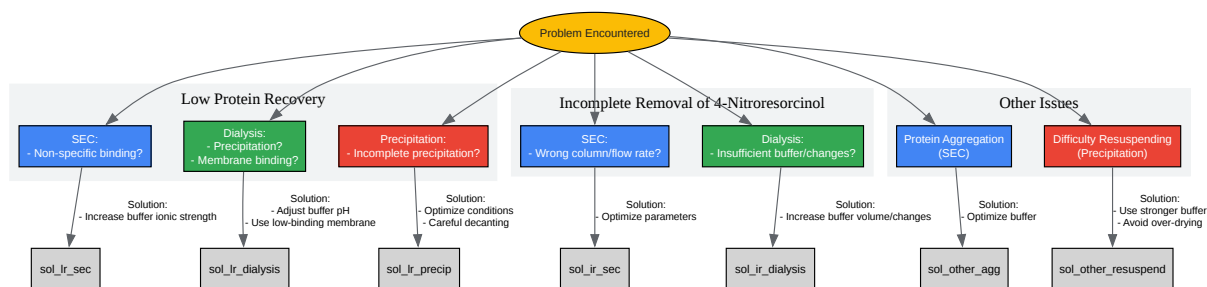 Problem Encountered
Low Protein Recovery
Incomplete Removal of 4-Nitroresorcinol
Other Issues
SEC:
- Non-specific binding?
Dialysis:
- Precipitation?
- Membrane binding?
Precipitation:
- Incomplete precipitation?
SEC:
- Wrong column/flow rate?
Dialysis:
- Insufficient buffer/changes?
Protein Aggregation
(SEC)
Difficulty Resuspending
(Precipitation)
Solution:
- Increase buffer ionic strength
Solution:
- Adjust buffer pH
- Use low-binding membrane
Solution:
- Optimize conditions
- Careful decanting
Solution:
- Optimize parameters
Solution:
- Increase buffer volume/changes
Solution:
- Optimize buffer
Solution:
- Use stronger buffer
- Avoid over-drying
sol_lr_sec
sol_lr_dialysis
sol_lr_precip
sol_ir_sec
sol_ir_dialysis
sol_other_agg
sol_other_resuspend